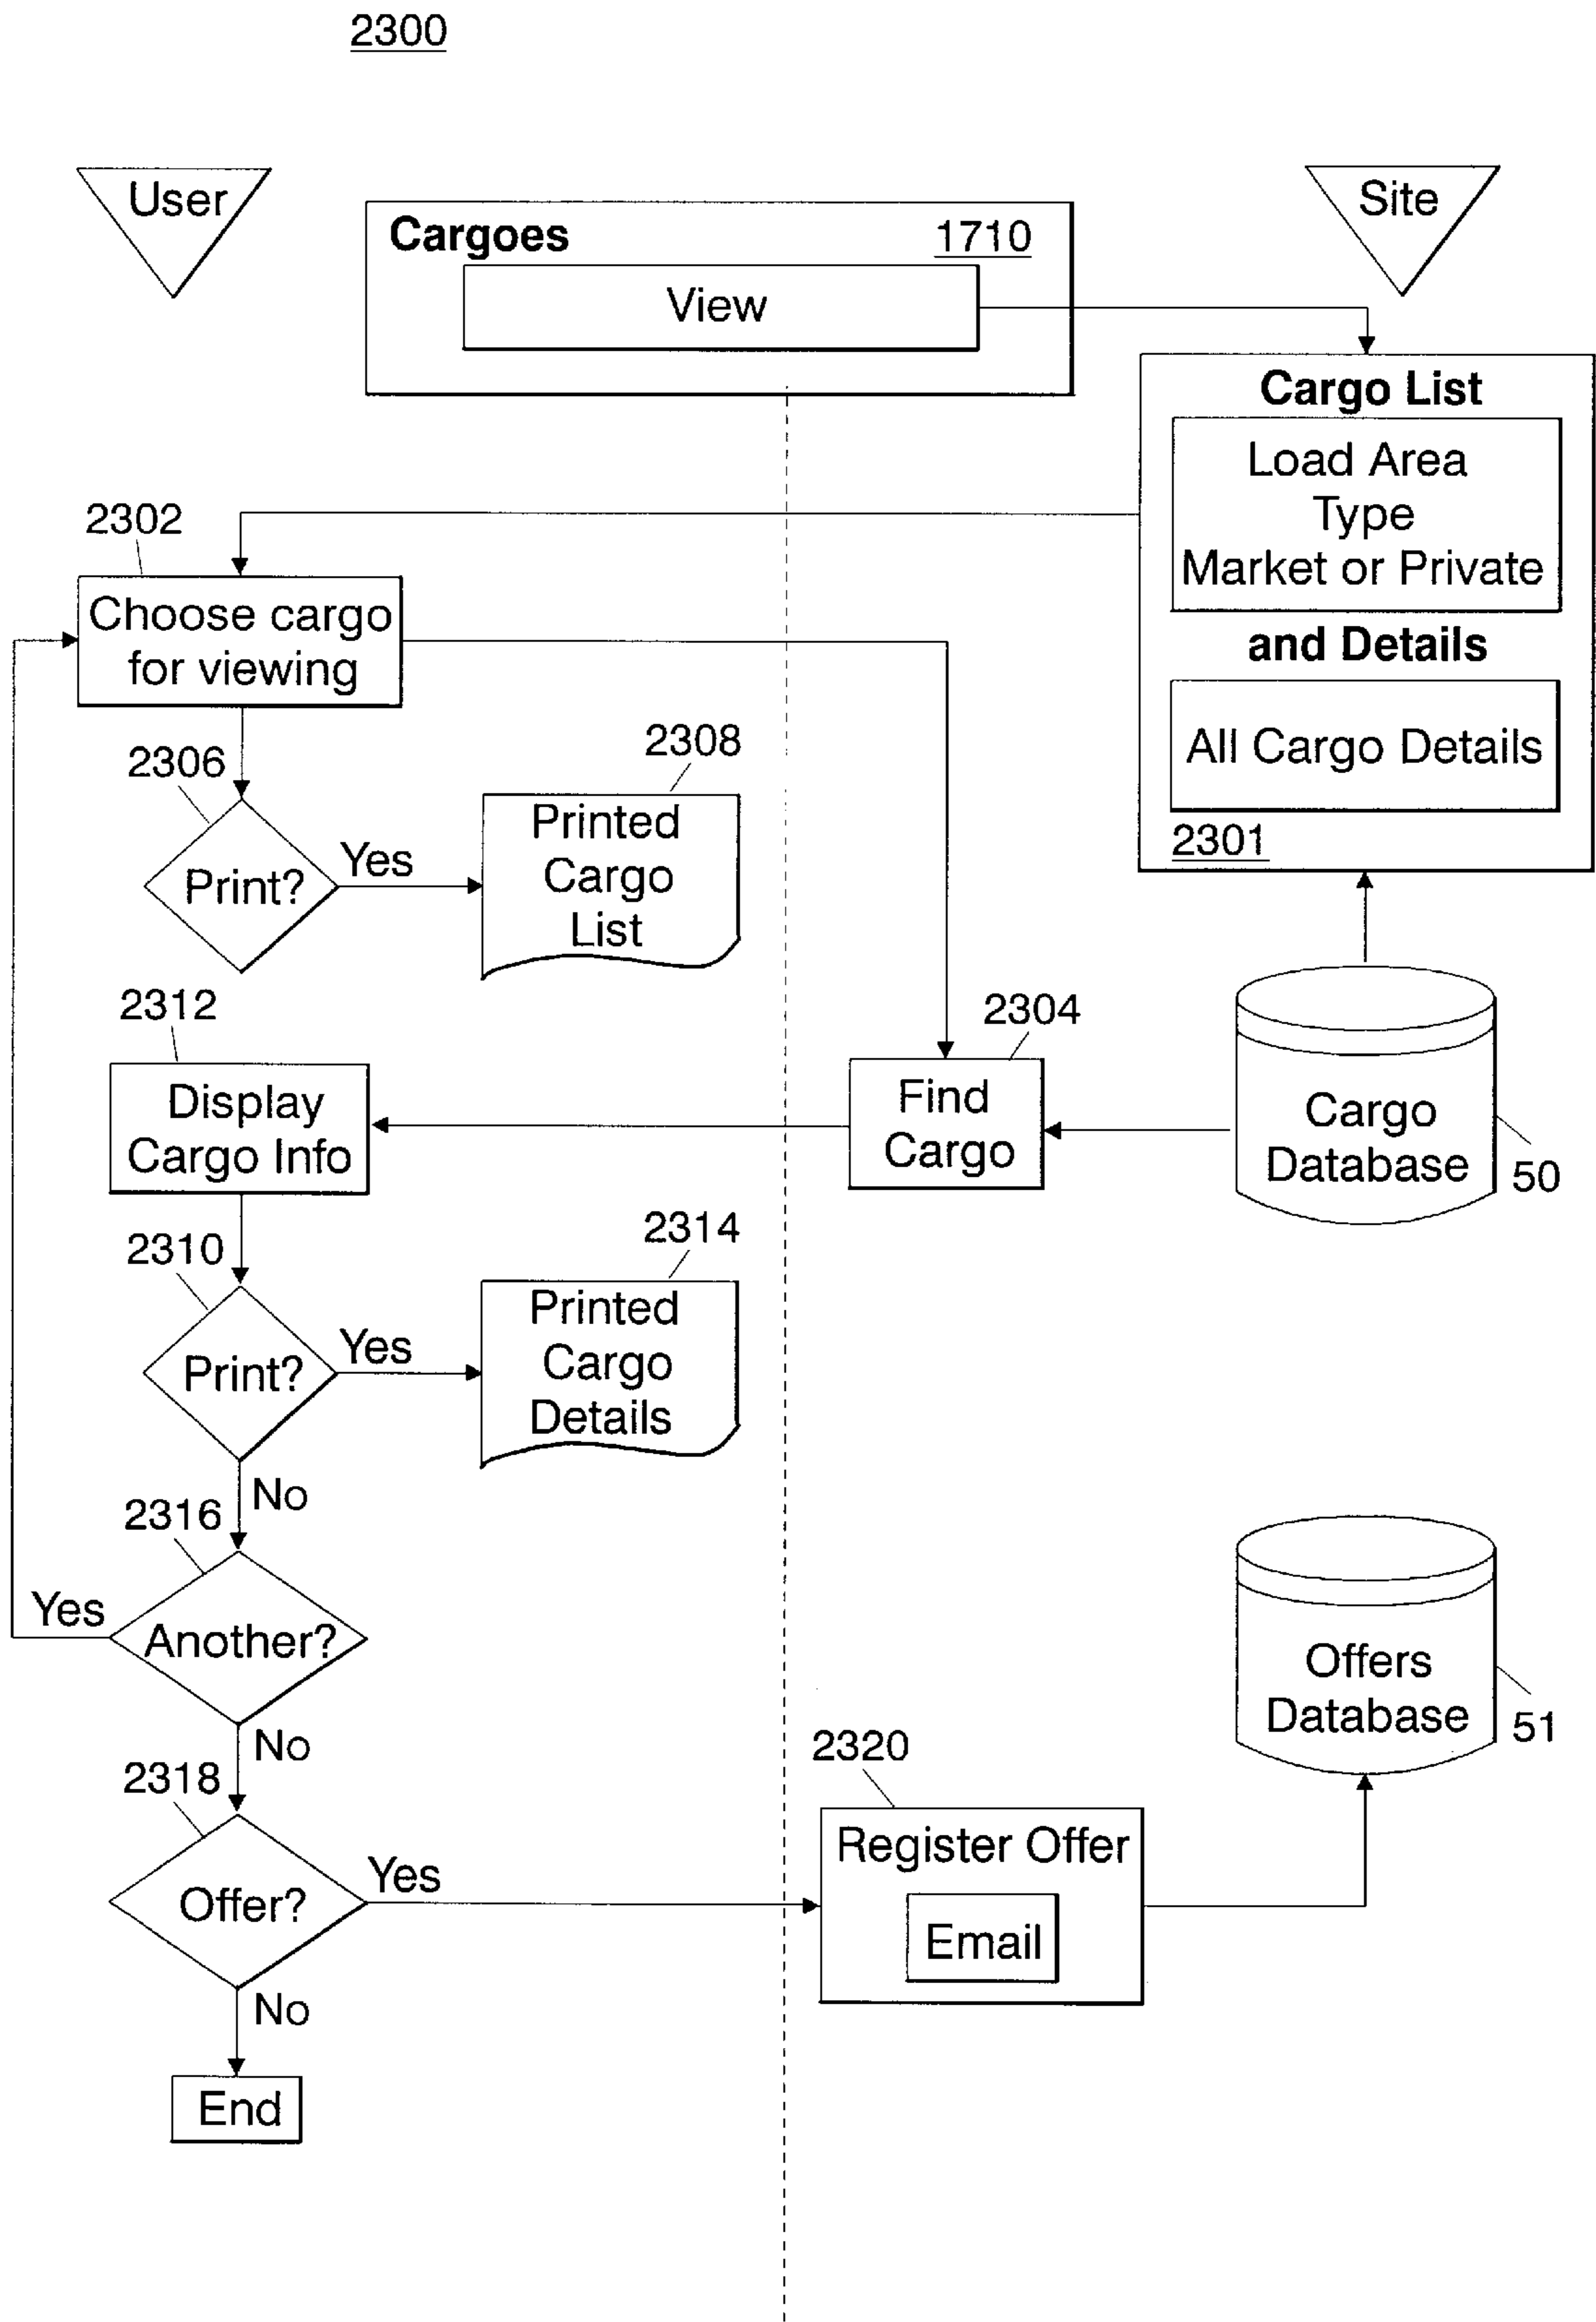 2300
User
Site
Cargoes
1710
View
Cargo List
Load Area
Type
Market or Private
and Details
All Cargo Details
2301
2302
Choose cargo
for viewing
2306
Print?
Yes
2308
Printed
Cargo
List
2312
Display
Cargo Info
2304
Find
Cargo
Cargo
Database
50
2310
Print?
Yes
2314
Printed
Cargo
Details
No
2316
Another?
Yes
No
Offers
Database
51
2318
Offer?
Yes
2320
Register Offer
Email
No
End